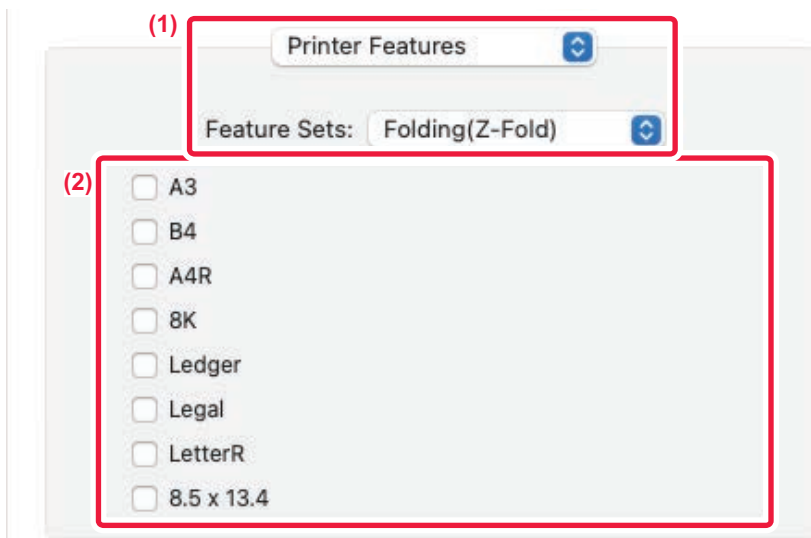 (1)
Printer Features
Feature Sets: Folding(Z-Fold)
(2)
A3
B4
A4R
8K
Ledger
Legal
LetterR
8.5 x 13.4